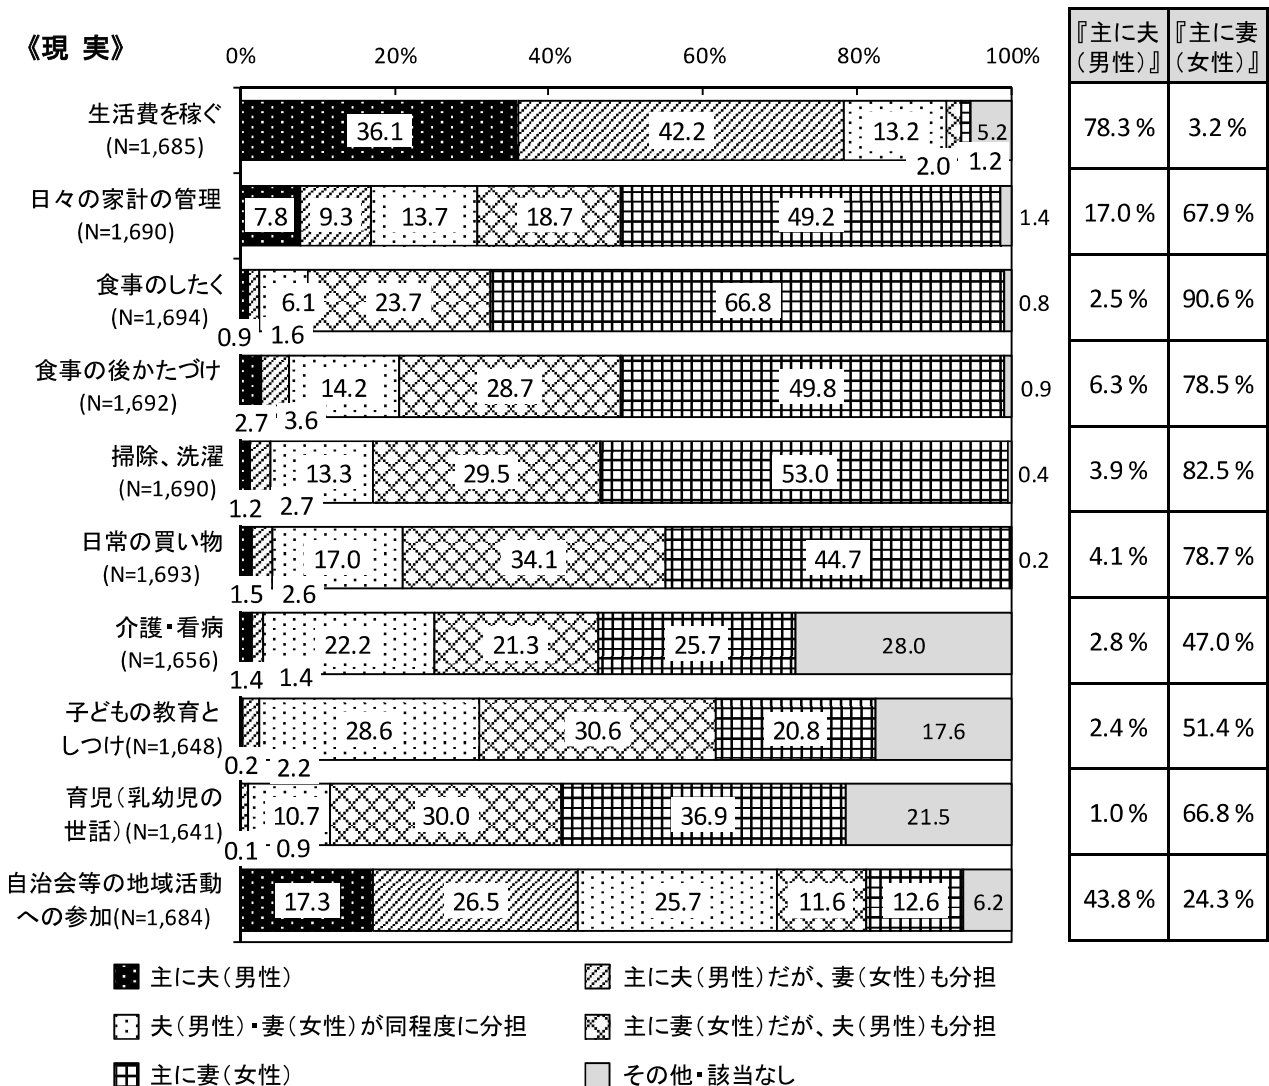 《現 実》
0% 20% 40% 60% 80% 100%
『主に夫（男性）』
『主に妻（女性）』
生活費を稼ぐ
(N=1,685)
36.1 42.2 13.2 2.0 1.2 5.2
78.3％ 3.2％
日々の家計の管理
(N=1,690)
7.8 9.3 13.7 18.7 49.2 1.4
17.0％ 67.9％
食事のしたく
(N=1,694)
0.9 1.6 6.1 23.7 66.8 0.8
2.5％ 90.6％
食事の後かたづけ
(N=1,692)
2.7 3.6 14.2 28.7 49.8 0.9
6.3％ 78.5％
掃除、洗濯
(N=1,690)
1.2 2.7 13.3 29.5 53.0 0.4
3.9％ 82.5％
日常の買い物
(N=1,693)
1.5 2.6 17.0 34.1 44.7 0.2
4.1％ 78.7％
介護・看病
(N=1,656)
1.4 1.4 22.2 21.3 25.7 28.0
2.8％ 47.0％
子どもの教育と
しつけ(N=1,648)
0.2 2.2 28.6 30.6 20.8 17.6
2.4％ 51.4％
育児（乳幼児の
世話）(N=1,641)
0.1 0.9 10.7 30.0 36.9 21.5
1.0％ 66.8％
自治会等の地域活動
への参加(N=1,684)
17.3 26.5 25.7 11.6 12.6 6.2
43.8％ 24.3％
主に夫（男性）
主に夫（男性）だが、妻（女性）も分担
夫（男性）・妻（女性）が同程度に分担
主に妻（女性）だが、夫（男性）も分担
主に妻（女性）
その他・該当なし